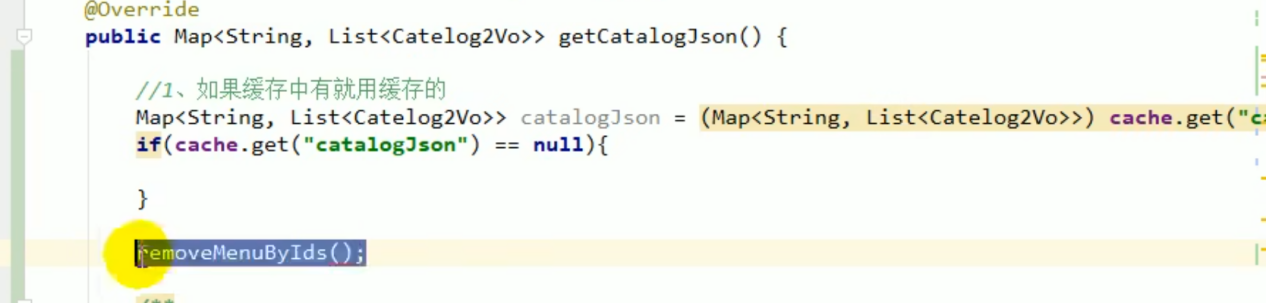 @Override
public Map<String, List<Catelog2Vo>> getCatalogJson() {
//1、如果缓存中有就用缓存的
Map<String, List<Catelog2Vo>> catalogJson = (Map<String, List<Catelog2Vo>>) cache.get("c
if(cache.get("catalogJson") == null){
}
removeMenuByIds();
/**